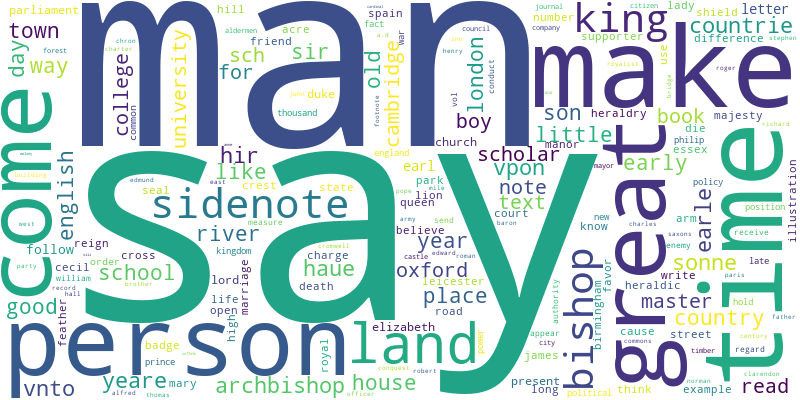 parliament
hill
acre
spain
number
supporter
lady
shield
letter
journal
citizen
cardinal
council
company
town
man
king
countrie
difference
stephen
aldermen
charter
chron
forest
fact
war
a.d
friend
sir
day
way
college
common
university
sch
for
duke
john
thousand
old
cambridge
footnote
henry
conduct
london
make
use
royalist
roger
bridge
book
majesty
heraldry
son
boy
little
vol
church
manor
england
die
philip
essex
richard
come
english
hir
like
scholar
vpon
earl
early
great
time
edmund
east
seal
crest
state
park
lion
queen
note
text
court
new
know
arm
earle
policy
position
building
illustration
mayor
say
sidenote
river
west
follow
reign
order
measure
kingdom
cross
charge
believe
army
send
pope
mile
year
baron
saxons
charles
enemy
receive
cecil
william
school
haue
castle
edward
roman
cromwell
oxford
bishop
sonne
write
late
paris
party
record
hall
brother
death
leicester
place
road
authority
birmingham
favor
heraldic
master
hold
good
lord
life
open
marriage
person
land
elizabeth
cause
country
father
century
commons
street
timber
regard
feather
badge
high
royal
power
appear
city
james
prince
vnto
yeare
mary
archbishop
house
conquest
robert
present
long
political
think
norman
example
clarendon
read
alfred
thomas
officer